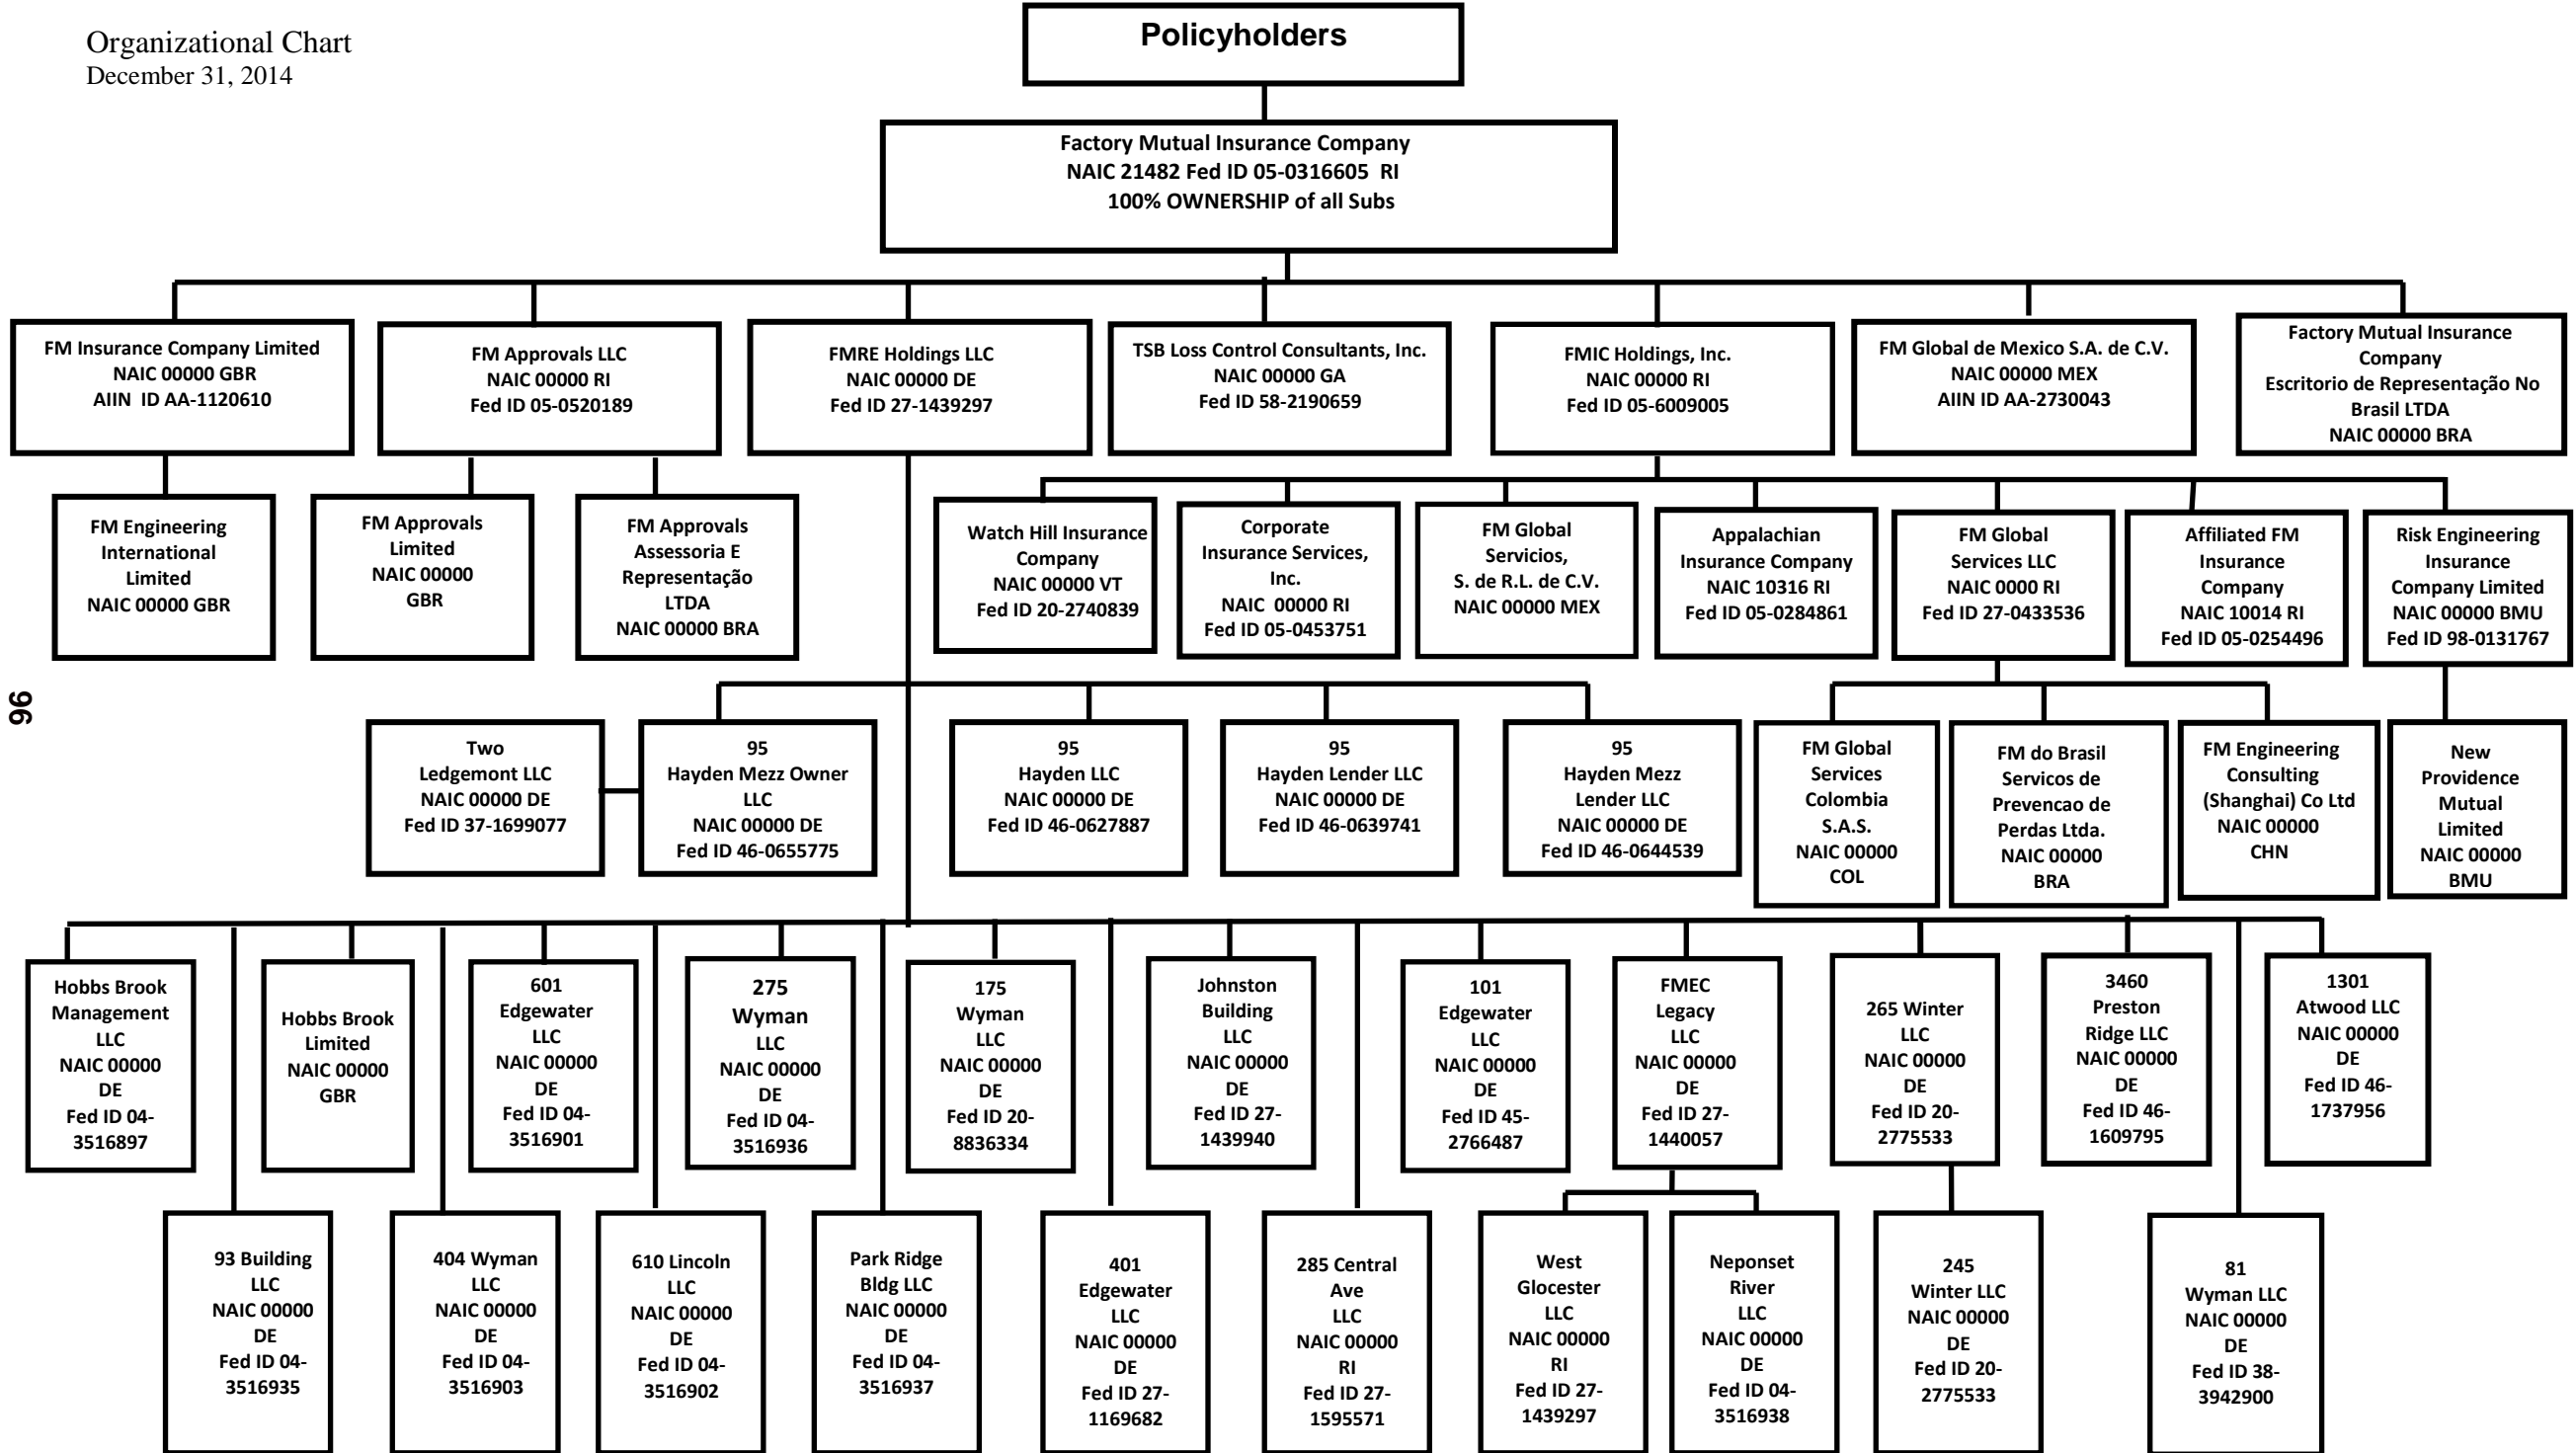 Organizational Chart
December 31, 2014
Policyholders
Factory Mutual Insurance Company
NAIC 21482 Fed ID 05-0316605 RI
100% OWNERSHIP of all Subs
FM Insurance Company Limited
NAIC 00000 GBR
AIIN ID AA-1120610
FM Approvals LLC
NAIC 00000 RI
Fed ID 05-0520189
FMRE Holdings LLC
NAIC 00000 DE
Fed ID 27-1439297
TSB Loss Control Consultants, Inc.
NAIC 00000 GA
Fed ID 58-2190659
FMIC Holdings, Inc.
NAIC 00000 RI
Fed ID 05-6009005
FM Global de Mexico S.A. de C.V.
NAIC 00000 MEX
AIIN ID AA-2730043
Factory Mutual Insurance
Company
Escritorio de Representação No
Brasil LTDA
NAIC 00000 BRA
FM Engineering
International
Limited
NAIC 00000 GBR
FM Approvals
Limited
NAIC 00000
GBR
FM Approvals
Assessoria E
Representação
LTDA
NAIC 00000 BRA
Watch Hill Insurance
Company
NAIC 00000 VT
Fed ID 20-2740839
Corporate
Insurance Services,
Inc.
NAIC 00000 RI
Fed ID 05-0453751
FM Global
Servicios,
S. de R.L. de C.V.
NAIC 00000 MEX
Appalachian
Insurance Company
NAIC 10316 RI
Fed ID 05-0284861
FM Global
Services LLC
NAIC 0000 RI
Fed ID 27-0433536
Affiliated FM
Insurance
Company
NAIC 10014 RI
Fed ID 05-0254496
Risk Engineering
Insurance
Company Limited
NAIC 00000 BMU
Fed ID 98-0131767
96
Two
Ledgemont LLC
NAIC 00000 DE
Fed ID 37-1699077
95
Hayden Mezz Owner
LLC
NAIC 00000 DE
Fed ID 46-0655775
95
Hayden LLC
NAIC 00000 DE
Fed ID 46-0627887
95
Hayden Lender LLC
NAIC 00000 DE
Fed ID 46-0639741
95
Hayden Mezz
Lender LLC
NAIC 00000 DE
Fed ID 46-0644539
FM Global
Services
Colombia
S.A.S.
NAIC 00000
COL
FM do Brasil
Servicos de
Prevencao de
Perdas Ltda.
NAIC 00000
BRA
FM Engineering
Consulting
(Shanghai) Co Ltd
NAIC 00000
CHN
New
Providence
Mutual
Limited
NAIC 00000
BMU
Hobbs Brook
Management
LLC
NAIC 00000
DE
Fed ID 04-
3516897
Hobbs Brook
Limited
NAIC 00000
GBR
601
Edgewater
LLC
NAIC 00000
DE
Fed ID 04-
3516901
275
Wyman
LLC
NAIC 00000
DE
Fed ID 04-
3516936
175
Wyman
LLC
NAIC 00000
DE
Fed ID 20-
8836334
Johnston
Building
LLC
NAIC 00000
DE
Fed ID 27-
1439940
101
Edgewater
LLC
NAIC 00000
DE
Fed ID 45-
2766487
FMEC
Legacy
LLC
NAIC 00000
DE
Fed ID 27-
1440057
265 Winter
LLC
NAIC 00000
DE
Fed ID 20-
2775533
3460
Preston
Ridge LLC
NAIC 00000
DE
Fed ID 46-
1609795
1301
Atwood LLC
NAIC 00000
DE
Fed ID 46-
1737956
93 Building
LLC
NAIC 00000
DE
Fed ID 04-
3516935
404 Wyman
LLC
NAIC 00000
DE
Fed ID 04-
3516903
610 Lincoln
LLC
NAIC 00000
DE
Fed ID 04-
3516902
Park Ridge
Bldg LLC
NAIC 00000
DE
Fed ID 04-
3516937
401
Edgewater
LLC
NAIC 00000
DE
Fed ID 27-
1169682
285 Central
Ave
LLC
NAIC 00000
RI
Fed ID 27-
1595571
West
Glocester
LLC
NAIC 00000
RI
Fed ID 27-
1439297
Neponset
River
LLC
NAIC 00000
DE
Fed ID 04-
3516938
245
Winter LLC
NAIC 00000
DE
Fed ID 20-
2775533
81
Wyman LLC
NAIC 00000
DE
Fed ID 38-
3942900